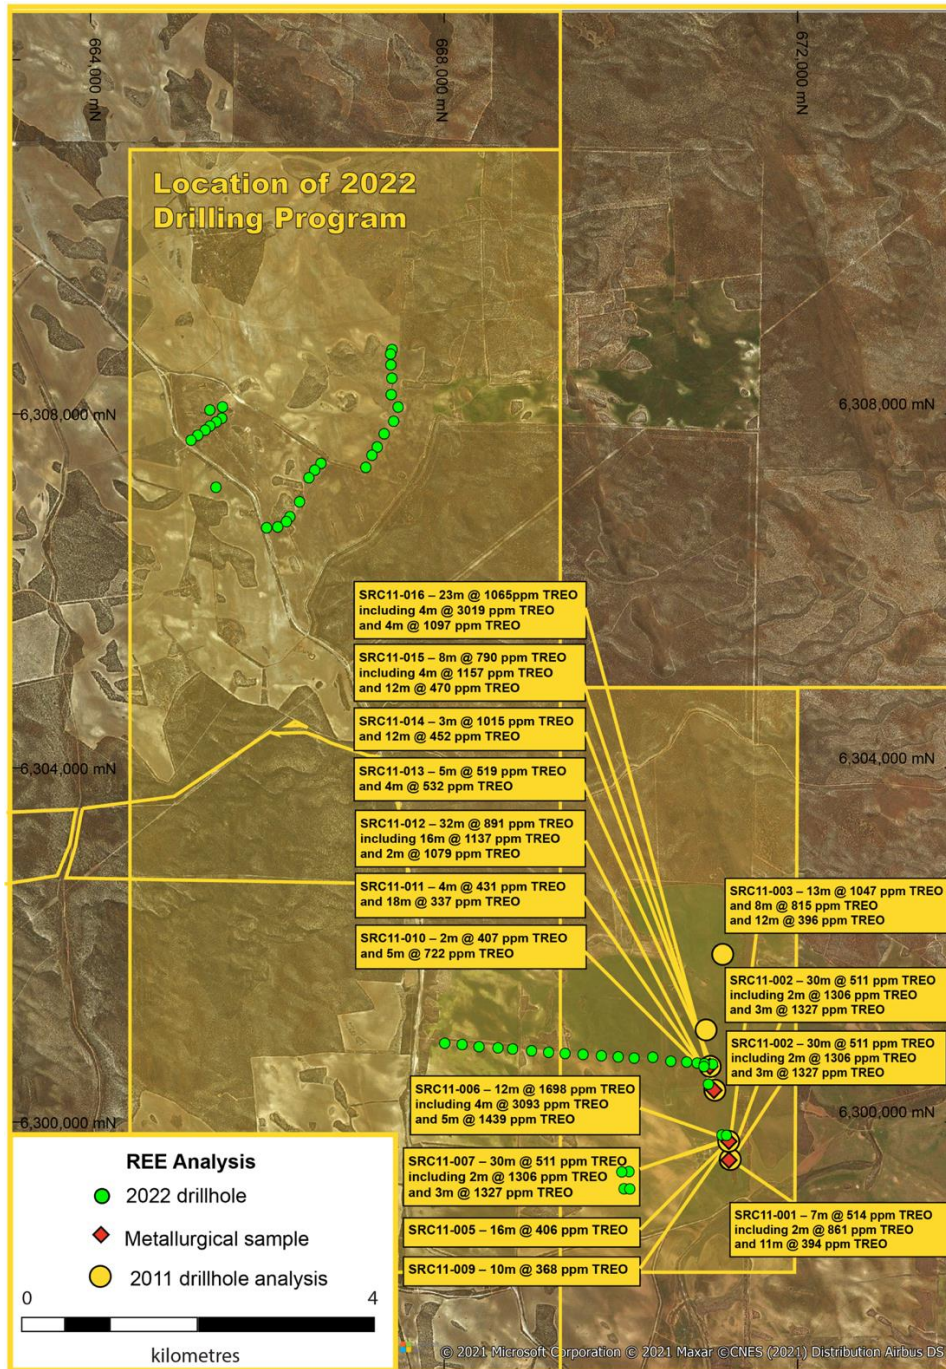 664,000 mN
668,000 mN
672,000 mN
Location of 2022
Drilling Program
6,308,000 mN
6,308,000 mN
SRC11-016 – 23m @ 1065ppm TREO
including 4m @ 3019 ppm TREO
and 4m @ 1097 ppm TREO
SRC11-015 – 8m @ 790 ppm TREO
including 4m @ 1157 ppm TREO
and 12m @ 470 ppm TREO
SRC11-014 – 3m @ 1015 ppm TREO
and 12m @ 452 ppm TREO
6,304,000 mN
6,304,000 mN
SRC11-013 – 5m @ 519 ppm TREO
and 4m @ 532 ppm TREO
SRC11-012 – 32m @ 891 ppm TREO
including 16m @ 1137 ppm TREO
and 2m @ 1079 ppm TREO
SRC11-011 – 4m @ 431 ppm TREO
and 18m @ 337 ppm TREO
SRC11-010 – 2m @ 407 ppm TREO
and 5m @ 722 ppm TREO
SRC11-003 – 13m @ 1047 ppm TREO
and 8m @ 815 ppm TREO
and 12m @ 396 ppm TREO
SRC11-002 – 30m @ 511 ppm TREO
including 2m @ 1306 ppm TREO
and 3m @ 1327 ppm TREO
SRC11-002 – 30m @ 511 ppm TREO
including 2m @ 1306 ppm TREO
and 3m @ 1327 ppm TREO
SRC11-006 – 12m @ 1698 ppm TREO
including 4m @ 3093 ppm TREO
and 5m @ 1439 ppm TREO
6,300,000 mN
6,300,000 mN
SRC11-007 – 30m @ 511 ppm TREO
including 2m @ 1306 ppm TREO
and 3m @ 1327 ppm TREO
SRC11-005 – 16m @ 406 ppm TREO
SRC11-009 – 10m @ 368 ppm TREO
SRC11-001 – 7m @ 514 ppm TREO
including 2m @ 861 ppm TREO
and 11m @ 394 ppm TREO
REE Analysis
2022 drillhole
Metallurgical sample
2011 drillhole analysis
0 4
kilometres
© 2021 Microsoft Corporation © 2021 Maxar ©CNES (2021) Distribution Airbus DS